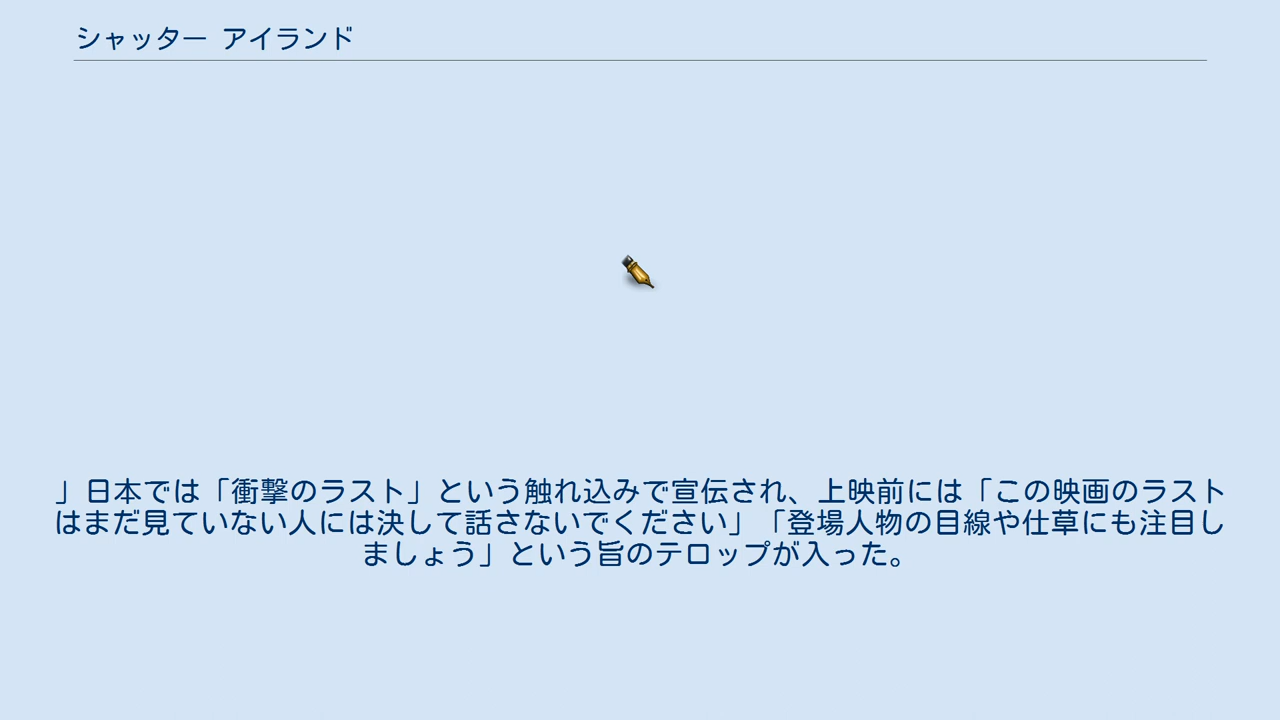 シャッター アイランド
」日本では「衝撃のラスト」という触れ込みで宣伝され、上映前には「この映画のラスト
はまだ見ていない人には決して話さないでください」「登場人物の目線や仕草にも注目し
ましょう」という旨のテロップが入った。